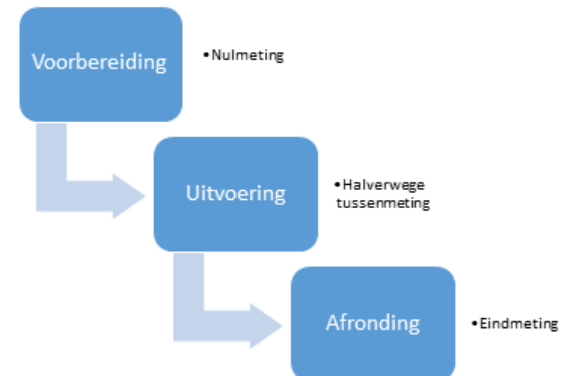 Voorbereiding
•Nulmeting
Uitvoering
•Halverwege
tussenmeting
Afronding
•Eindmeting